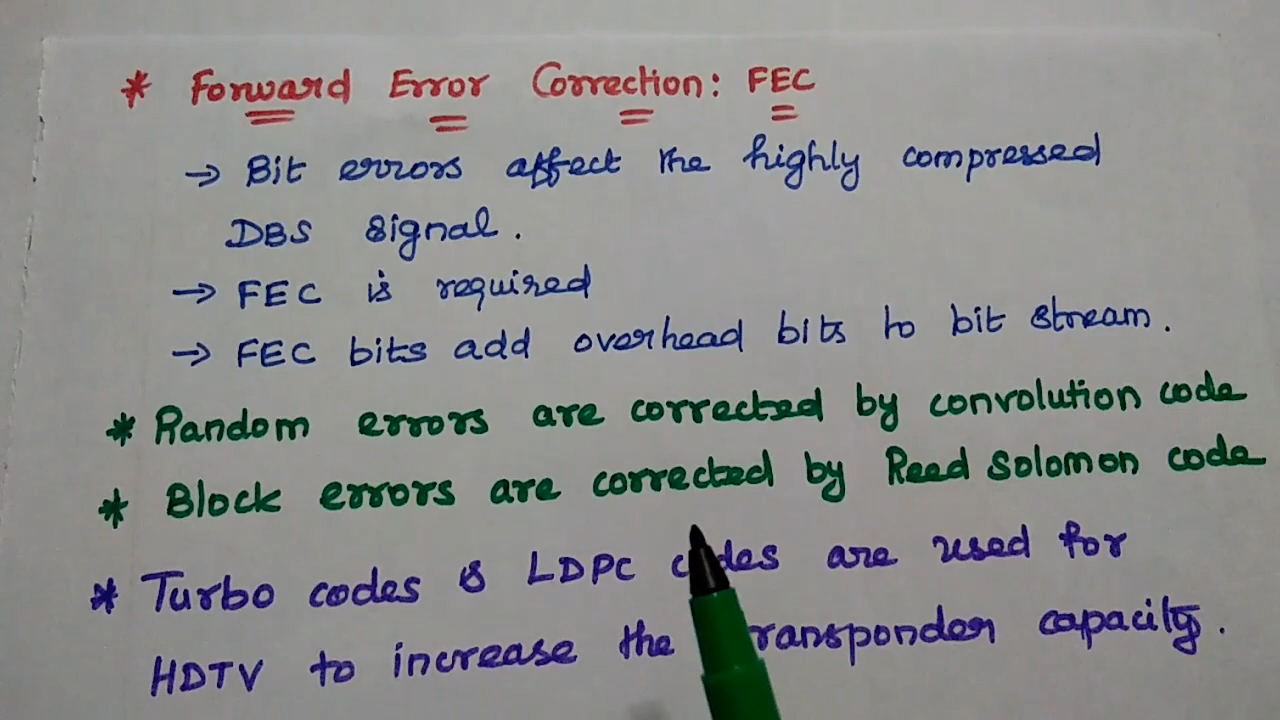 * Forward Error Correction: FEC
→ Bit errors affect the highly compressed
DBS signal.
→ FEC is required
→ FEC bits add overhead bits to bit stream.
* Random errors are corrected by convolution code
* Block errors are corrected by Reed Solomon code
* Turbo codes & LDPC codes are used for
HDTV to increase the transponder capacity.